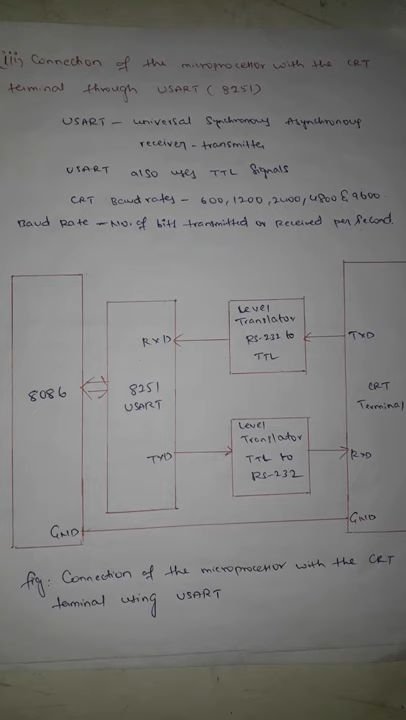 iii) Connection of the microprocessor with the CRT
terminal through USART (8251)
USART - universal Synchronous Asynchronous
receiver - transmitter
USART also uses TTL Signals
CRT Baud rates - 600, 1200, 2400, 4800 & 9600
Baud Rate - No. of bits transmitted or Received per Second.
8086
GND
8251
USART
RXD
TXD
Level
Translator
RS-232 to
TTL
Level
Translator
TTL to
RS-232
TXD
CRT
Terminal
RXD
GND
fig: Connection of the microprocessor with the CRT
terminal using USART